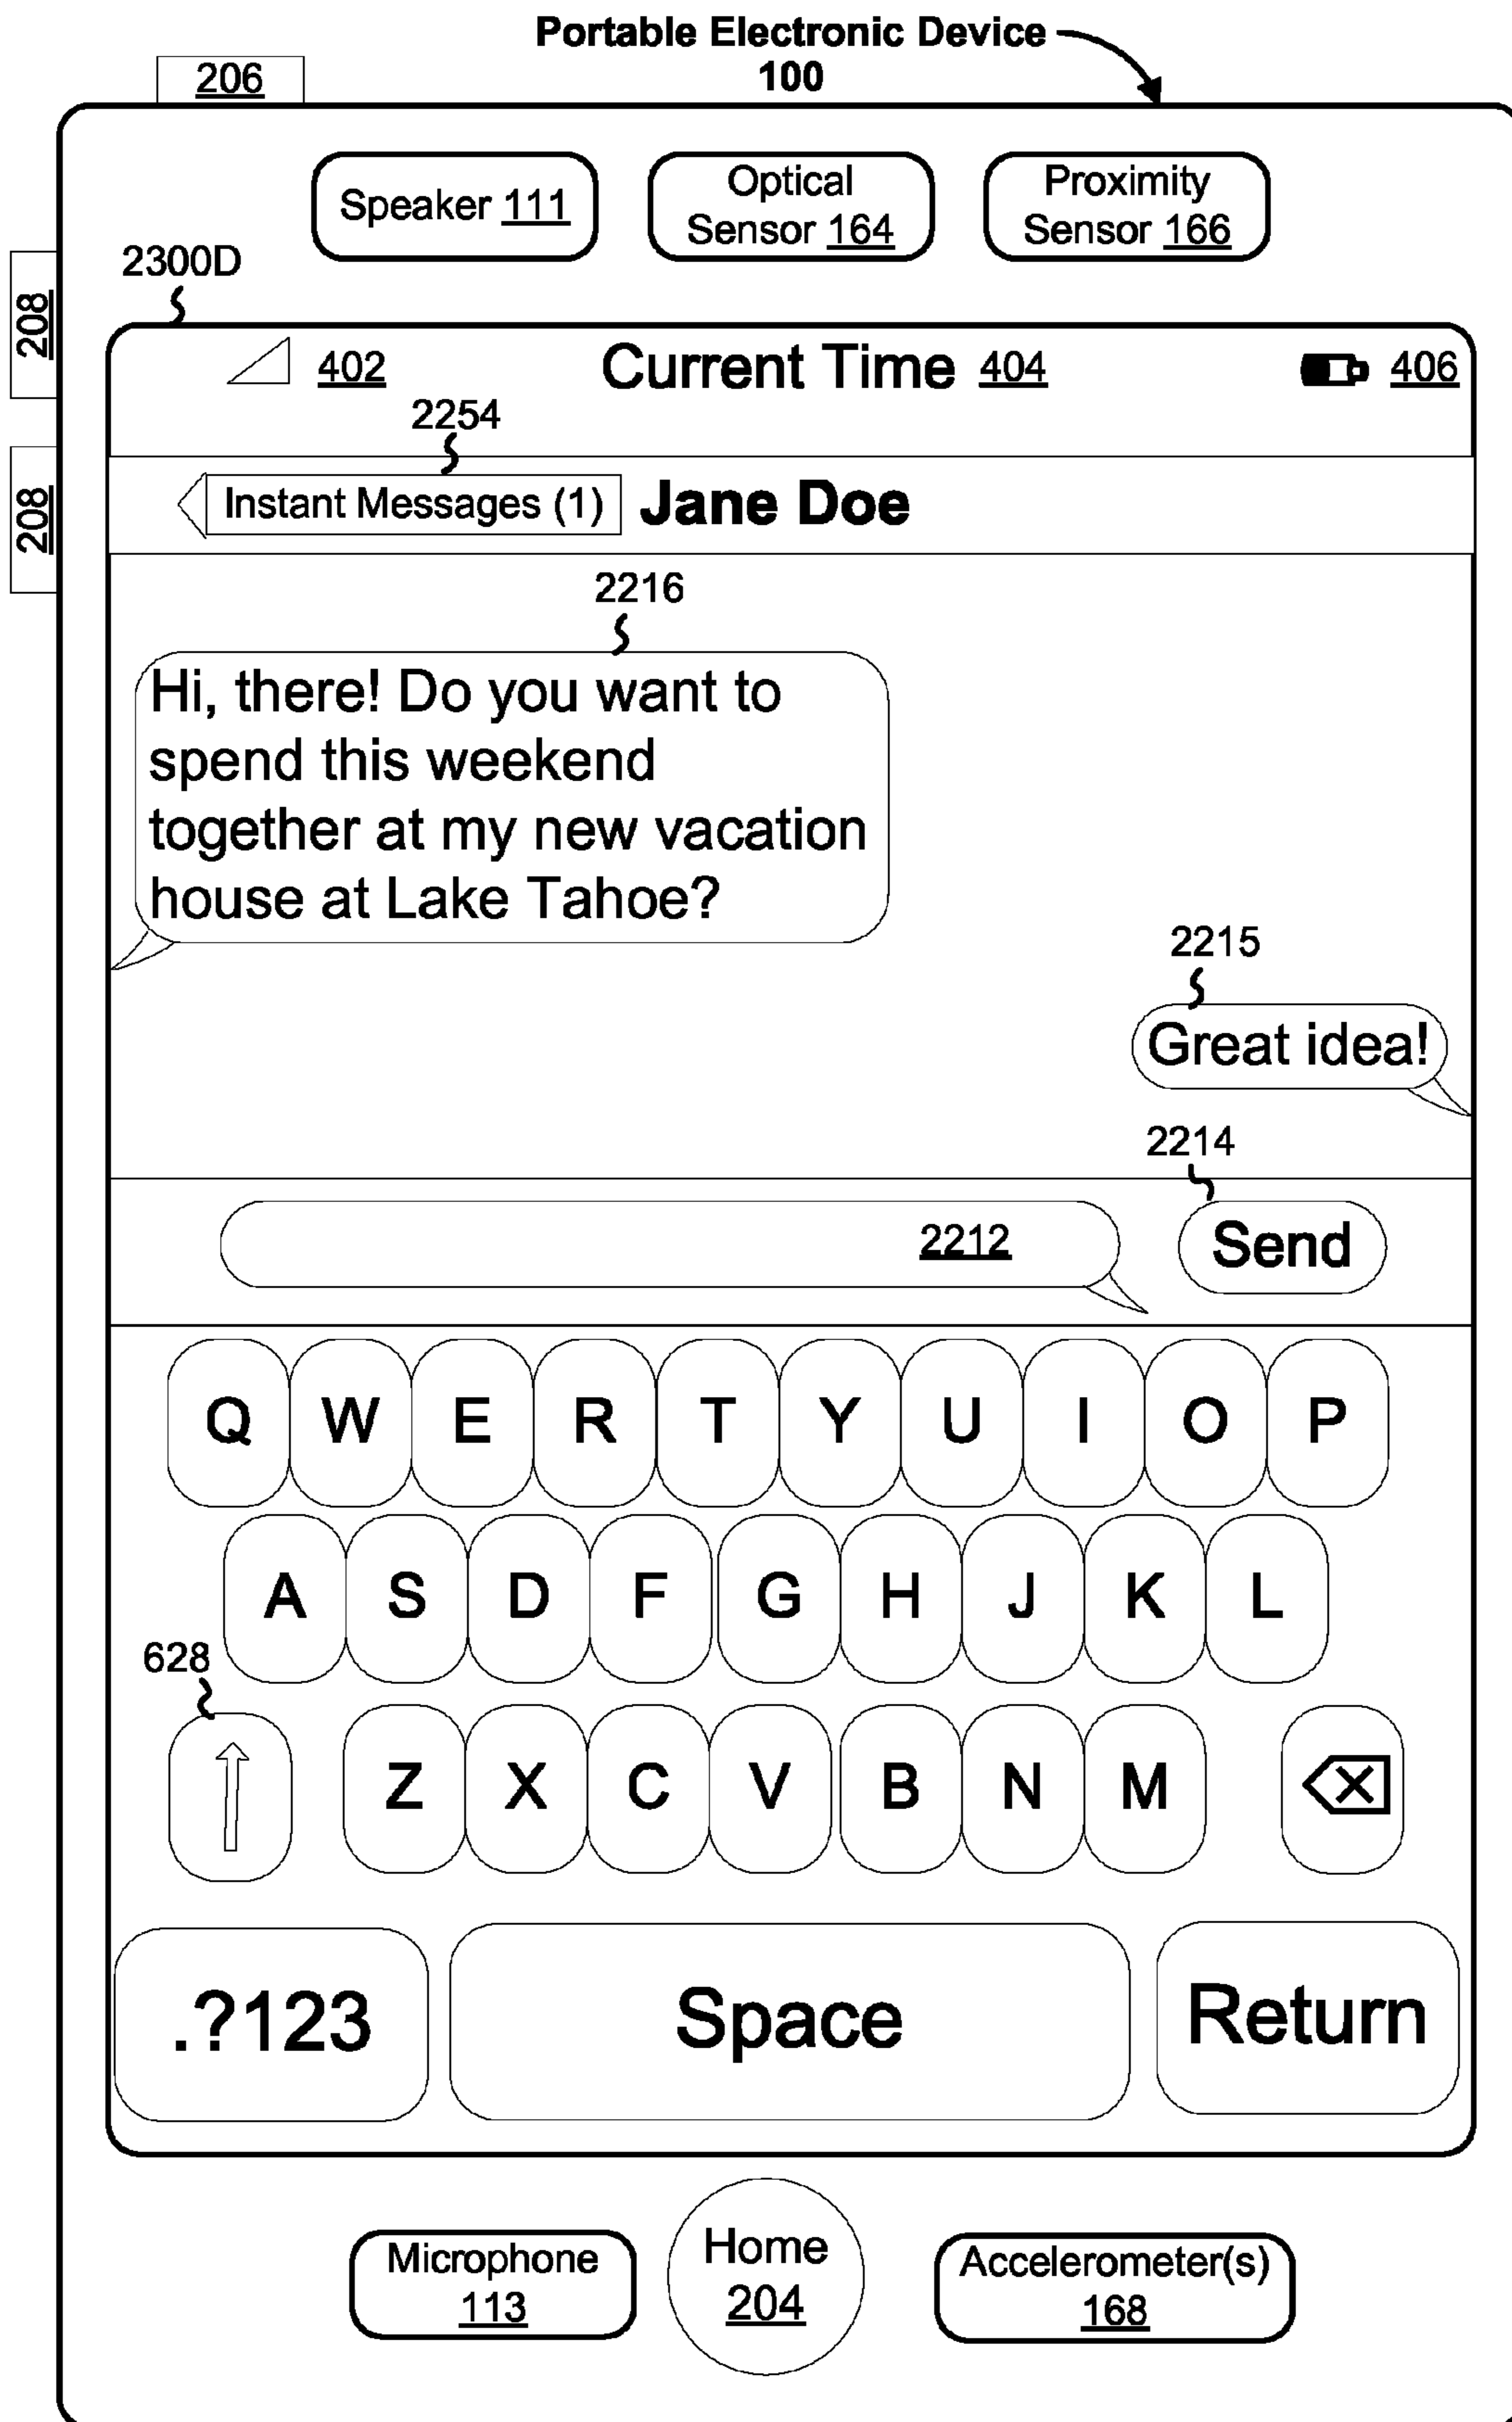 Portable Electronic Device
100
206
Speaker 111
Optical
Sensor 164
Proximity
Sensor 166
2300D
208
402
Current Time 404
406
2254
Instant Messages (1)
Jane Doe
208
2216
Hi, there! Do you want to
spend this weekend
together at my new vacation
house at Lake Tahoe?
2215
Great idea!
2214
2212
Send
Q W E R T Y U I O P
A S D F G H J K L
628
Z X C V B N M
.?123
Space
Return
Microphone
113
Home
204
Accelerometer(s)
168